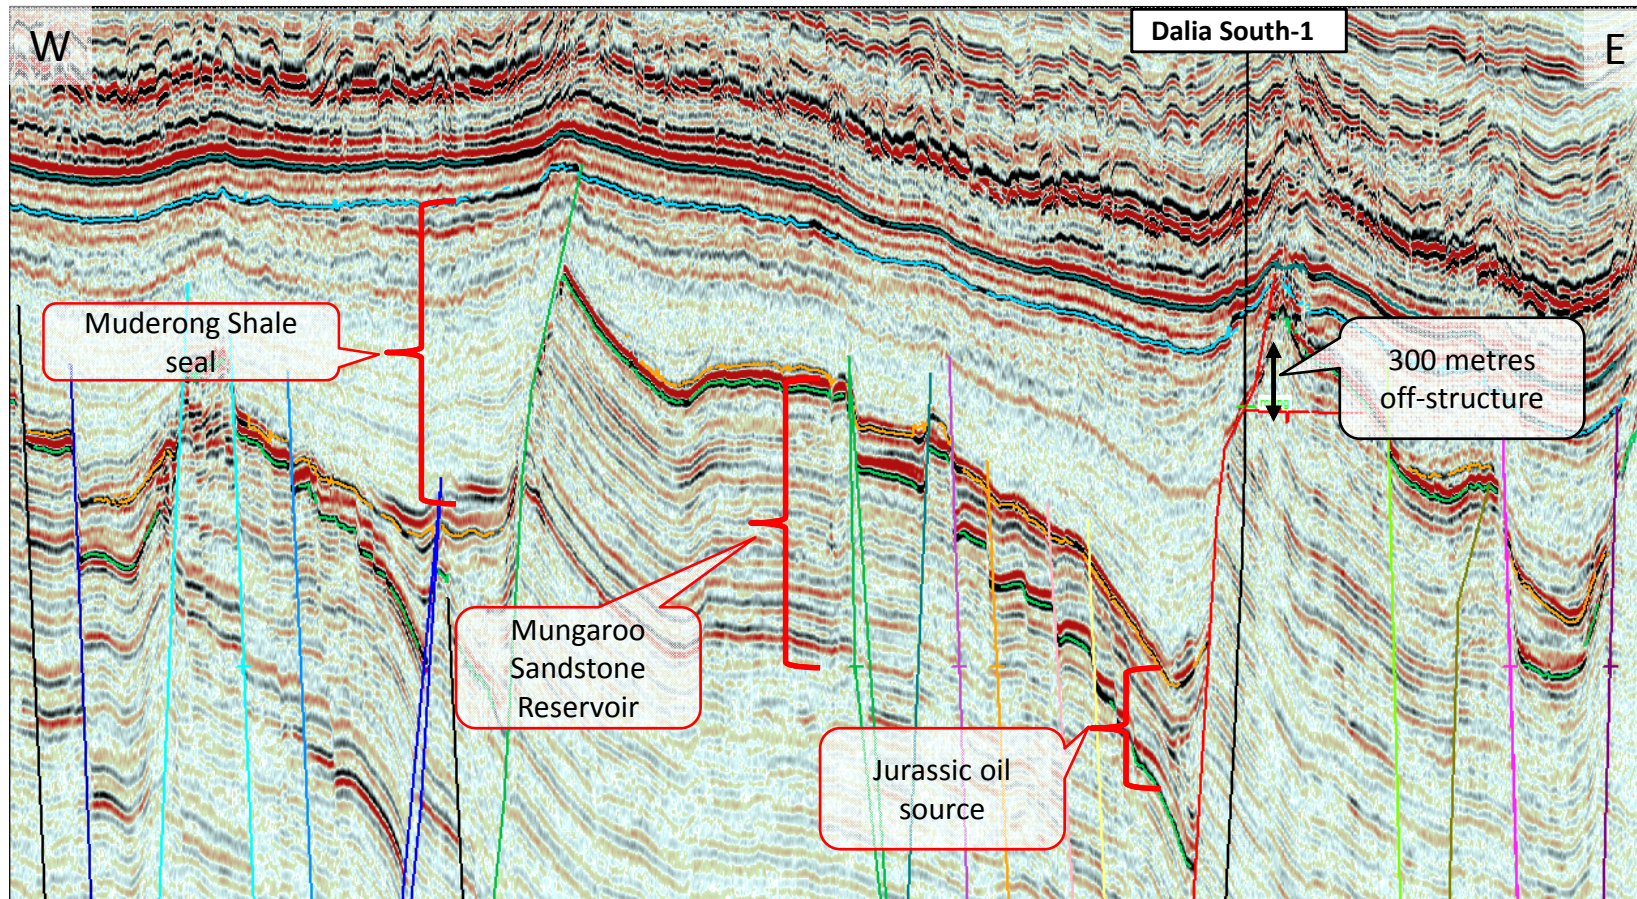 W
Dalia South-1
E
Muderong Shale
seal
300 metres
off-structure
Mungaroo
Sandstone
Reservoir
Jurassic oil
source